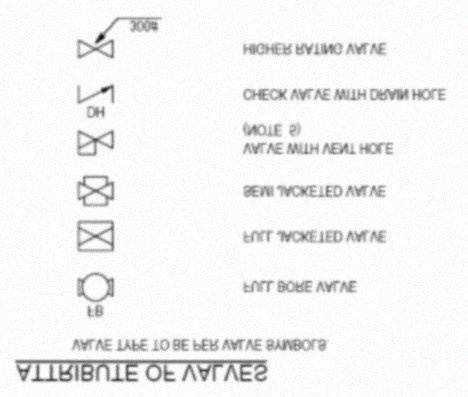 ATTRIBUTE OF VALVES
VALVE TYPE TO BE PER VALVE SYMBOLS.
FB
FULL BORE VALVE
FULL JACKETED VALVE
SEMI JACKETED VALVE
VALVE WITH VENT HOLE
(NOTE 5)
DH
CHECK VALVE WITH DRAIN HOLE
HIGHER RATING VALVE
300#